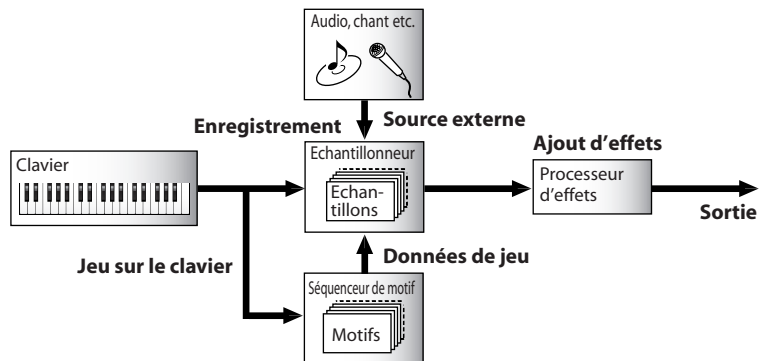 Audio, chant etc.
Enregistrement
Source externe
Clavier
Echantillonneur
Echan-
tillons
Ajout d’effets
Processeur
d’effets
Sortie
Jeu sur le clavier
Données de jeu
Séquenceur de motif
Motifs